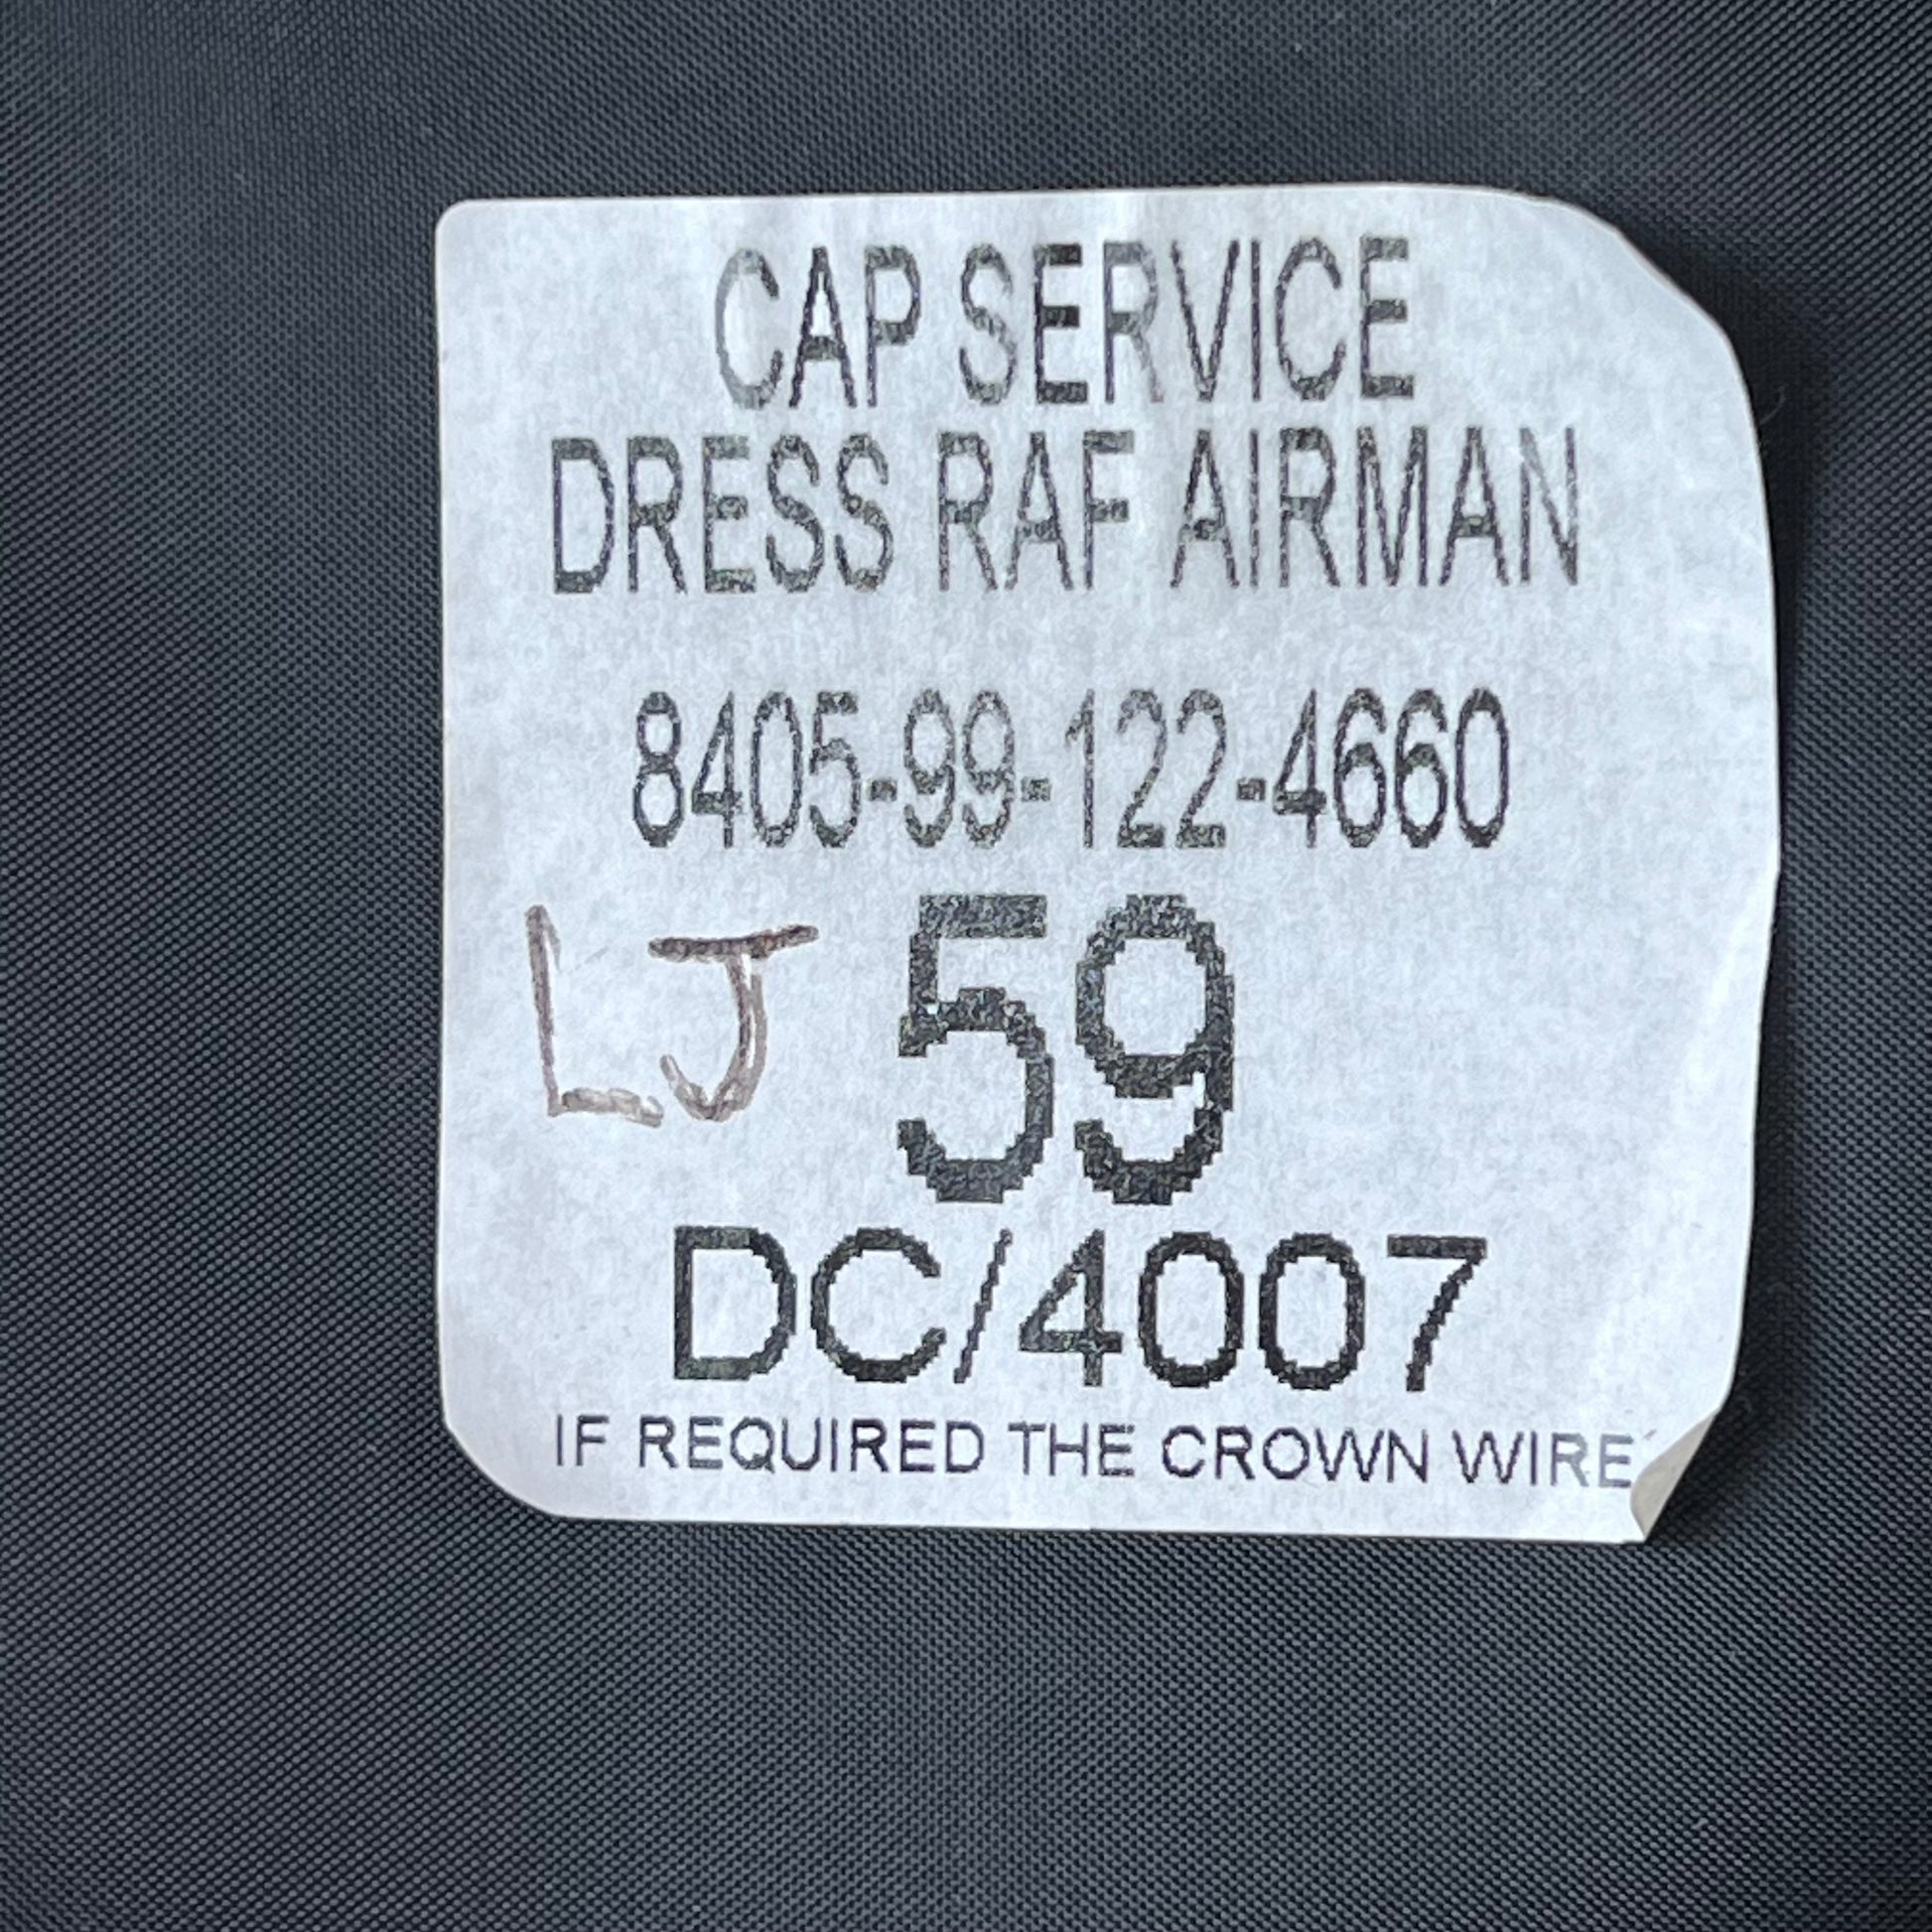 CAP SERVICE
DRESS RAF AIRMAN
8405-99-122-4660
LJ 59
DC/4007
IF REQUIRED THE CROWN WIRE